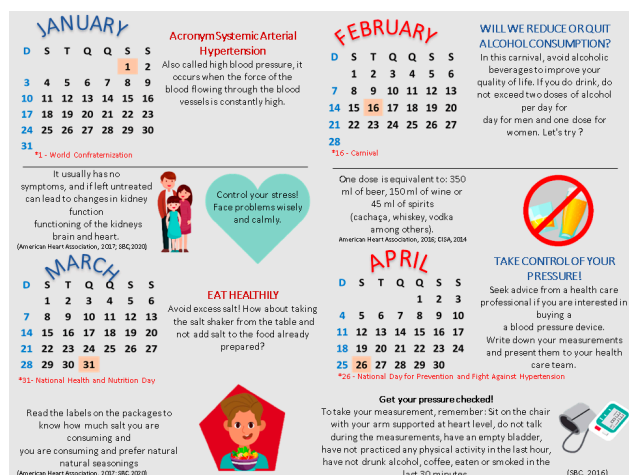 JANUARY
D S T Q Q S S
1 2
3 4 5 6 7 8 9
10 11 12 13 14 15 16
17 18 19 20 21 22 23
24 25 26 27 28 29 30
31
*1 - World Confraternization
Acronym Systemic Arterial
Hypertension
Also called high blood pressure, it
occurs when the force of the
blood flowing through the blood
vessels is constantly high.
It usually has no
symptoms, and if left untreated
can lead to changes in kidney
function
functioning of the kidneys
brain and heart.
(American Heart Association, 2017; SBC, 2020)
Control your stress!
Face problems wisely
and calmly.
FEBRUARY
D S T Q Q S S
1 2 3 4 5 6
7 8 9 10 11 12 13
14 15 16 17 18 19 20
21 22 23 24 25 26 27
28
*16 - Carnival
WILL WE REDUCE OR QUIT
ALCOHOL CONSUMPTION?
In this carnival, avoid alcoholic
beverages to improve your
quality of life. If you do drink, do
not exceed two doses of alcohol
per day for
day for men and one dose for
women. Let's try ?
One dose is equivalent to: 350
ml of beer, 150 ml of wine or
45 ml of spirits
(cachaça, whiskey, vodka
among others).
American Heart Association, 2016; CISA, 2014
MARCH
D S T Q Q S S
1 2 3 4 5 6
7 8 9 10 11 12 13
14 15 16 17 18 19 20
21 22 23 24 25 26 27
28 29 30 31
*31- National Health and Nutrition Day
EAT HEALTHILY
Avoid excess salt! How about taking
the salt shaker from the table and
not add salt to the food already
prepared?
Read the labels on the packages to
know how much salt you are
consuming and
you are consuming and prefer natural
natural seasonings
(American Heart Association, 2017; SBC, 2020)
APRIL
D S T Q Q S S
1 2 3
4 5 6 7 8 9 10
11 12 13 14 15 16 17
18 19 20 21 22 23 24
25 26 27 28 29 30
*26 - National Day for Prevention and Fight Against Hypertension
TAKE CONTROL OF YOUR
PRESSURE!
Seek advice from a health care
professional if you are interested in
buying a
a blood pressure device.
Write down your measurements
and present them to your health
care team.
Get your pressure checked!
To take your measurement, remember: Sit on the chair
with your arm supported at heart level, do not talk
during the measurements, have an empty bladder,
have not practiced any physical activity in the last hour,
have not drunk alcohol, coffee, eaten or smoked in the
last 30 minutes
(SBC, 2016)